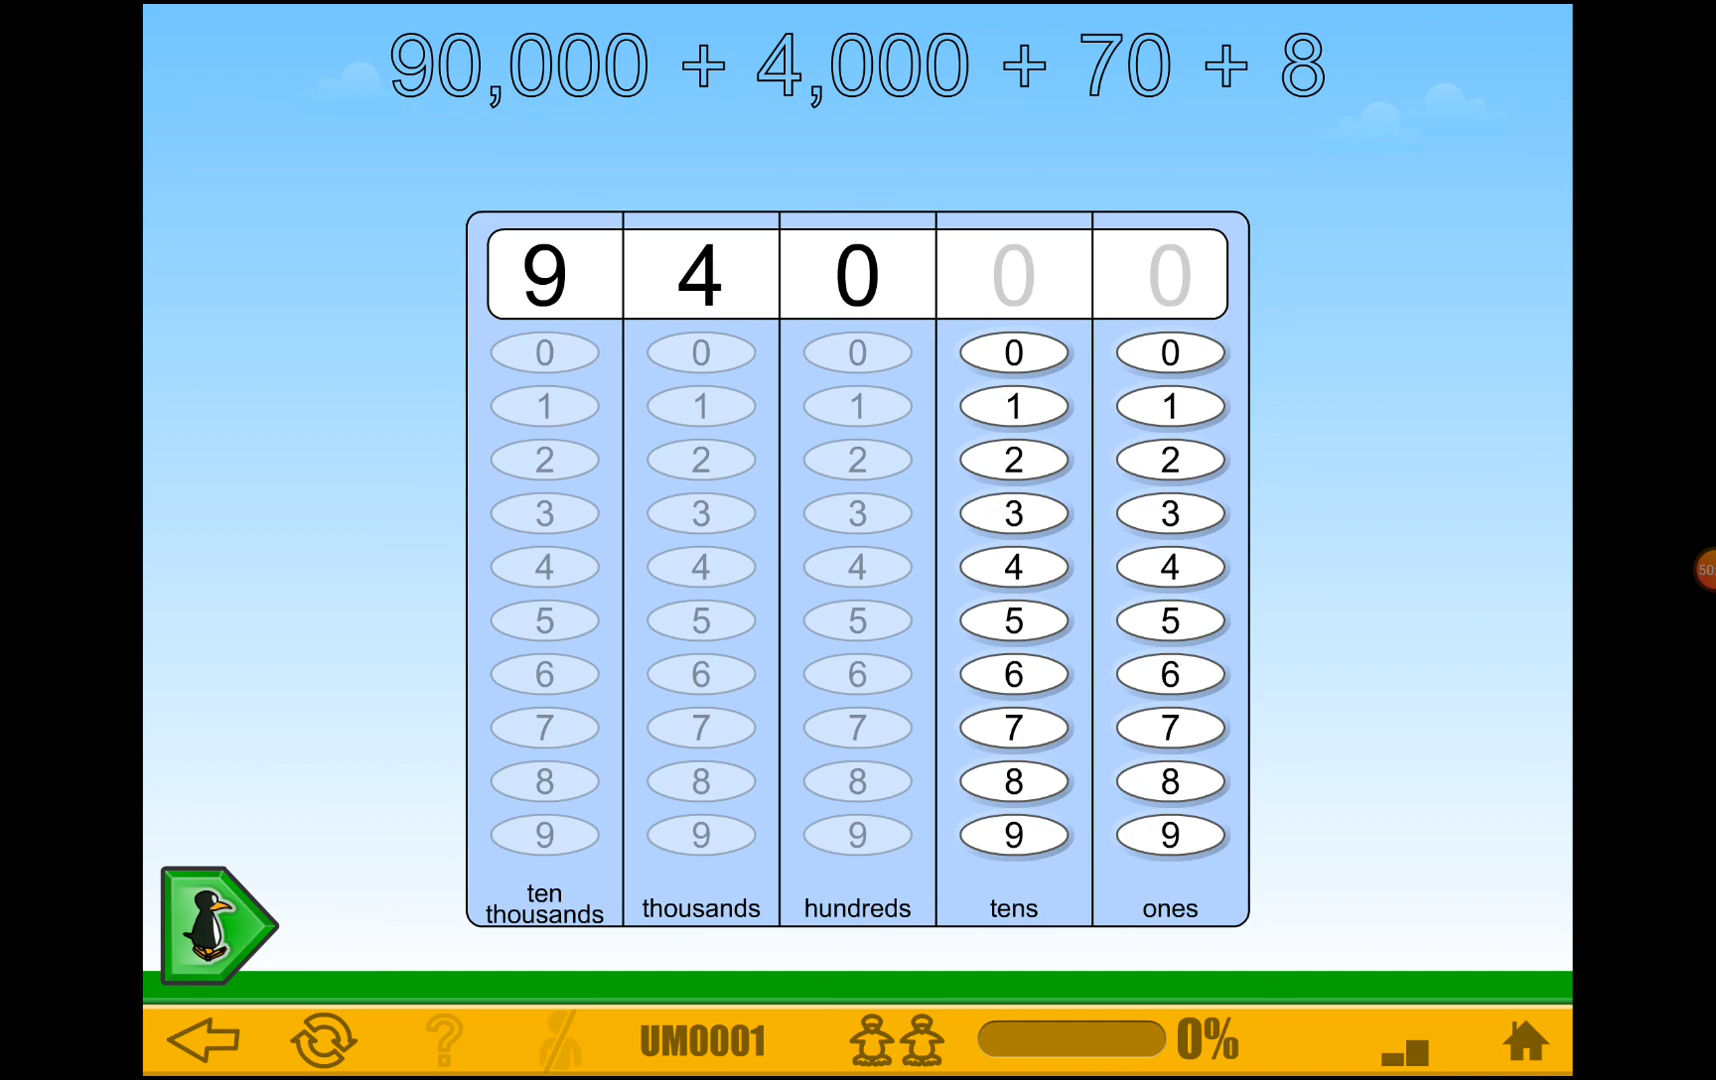 90,000 + 4,000 + 70 + 8
9 4 0 0 0
0 0 0 0 0
1 1 1 1 1
2 2 2 2 2
3 3 3 3 3
4 4 4 4 4
5 5 5 5 5
6 6 6 6 6
7 7 7 7 7
8 8 8 8 8
9 9 9 9 9
ten
thousands thousands hundreds tens ones
? UM0001 0%